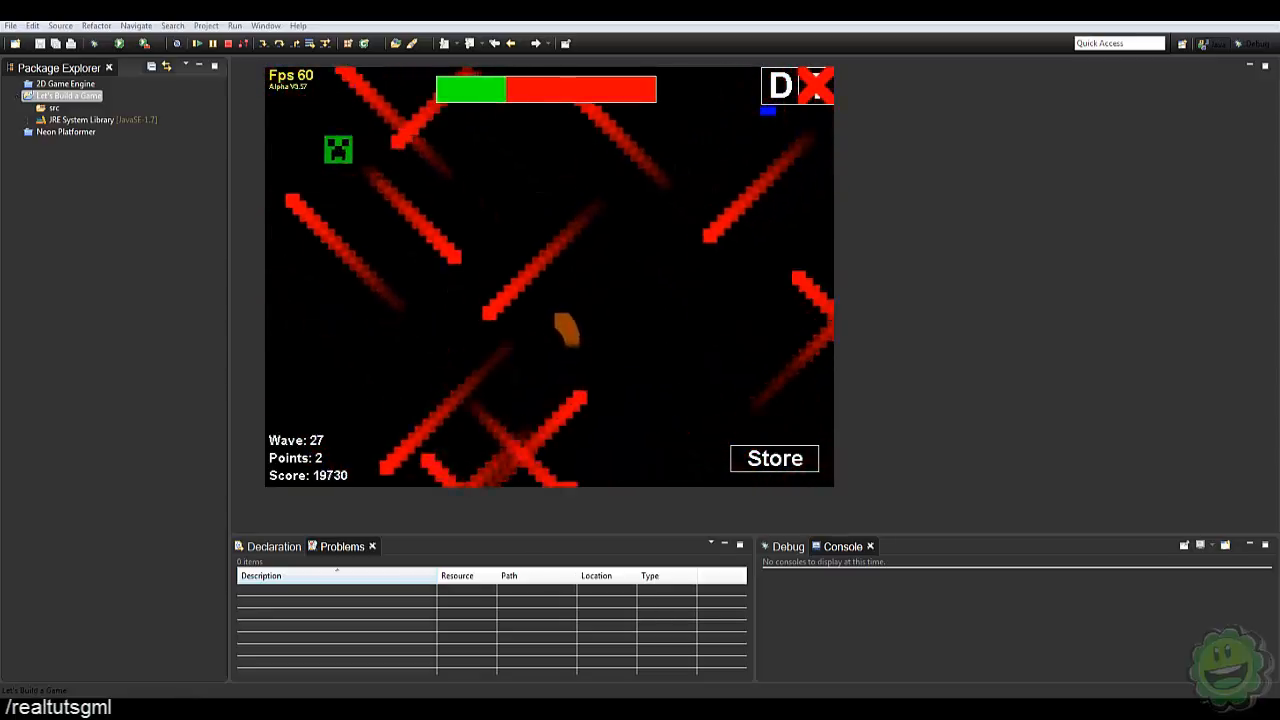 File Edit Source Refactor Navigate Search Project Run Window Help
Quick Access
Debug
Package Explorer
2D Game Engine
Let's Build a Game
src
JRE System Library [JavaSE-1.7]
Neon Platformer
Fps 60
Alpha V3.57
D
Wave: 27
Points: 2
Score: 19730
Store
Declaration Problems
0 items
Description Resource Path Location Type
Debug Console
No consoles to display at this time.
Let's Build a Game
/realtutsgml